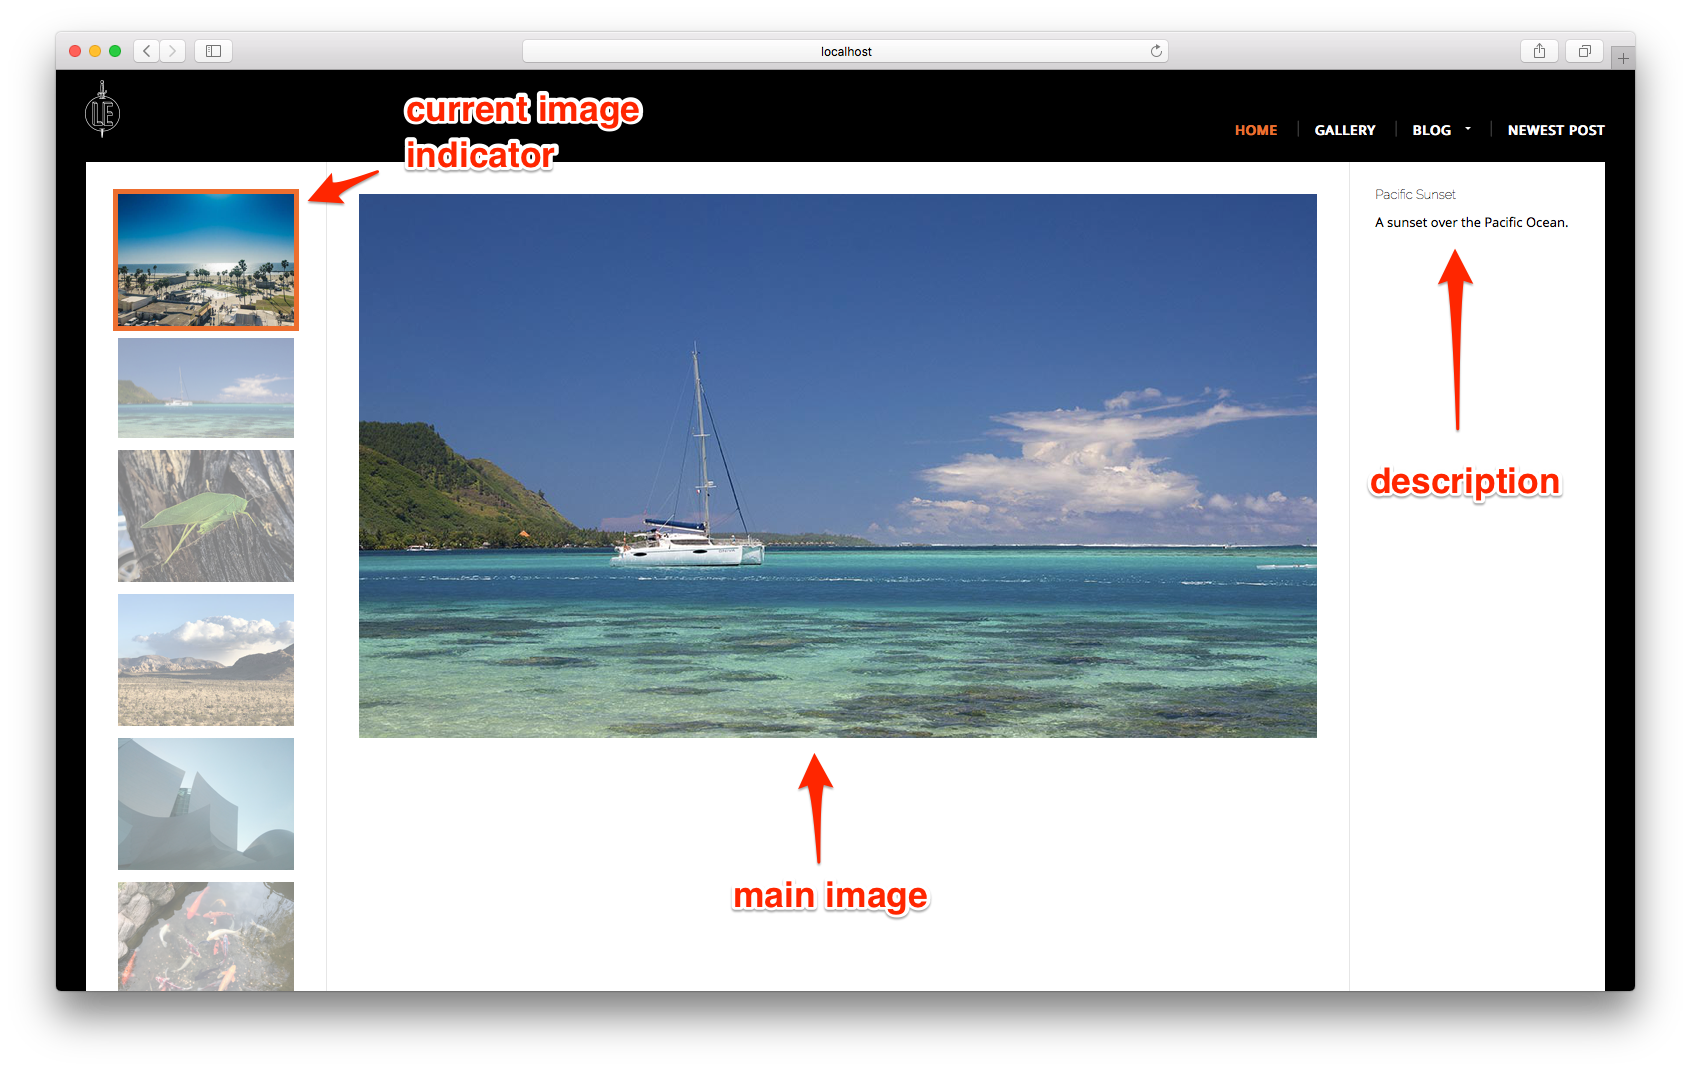 localhost
LE
current image
indicator
HOME
GALLERY
BLOG
NEWEST POST
Pacific Sunset
A sunset over the Pacific Ocean.
description
main image